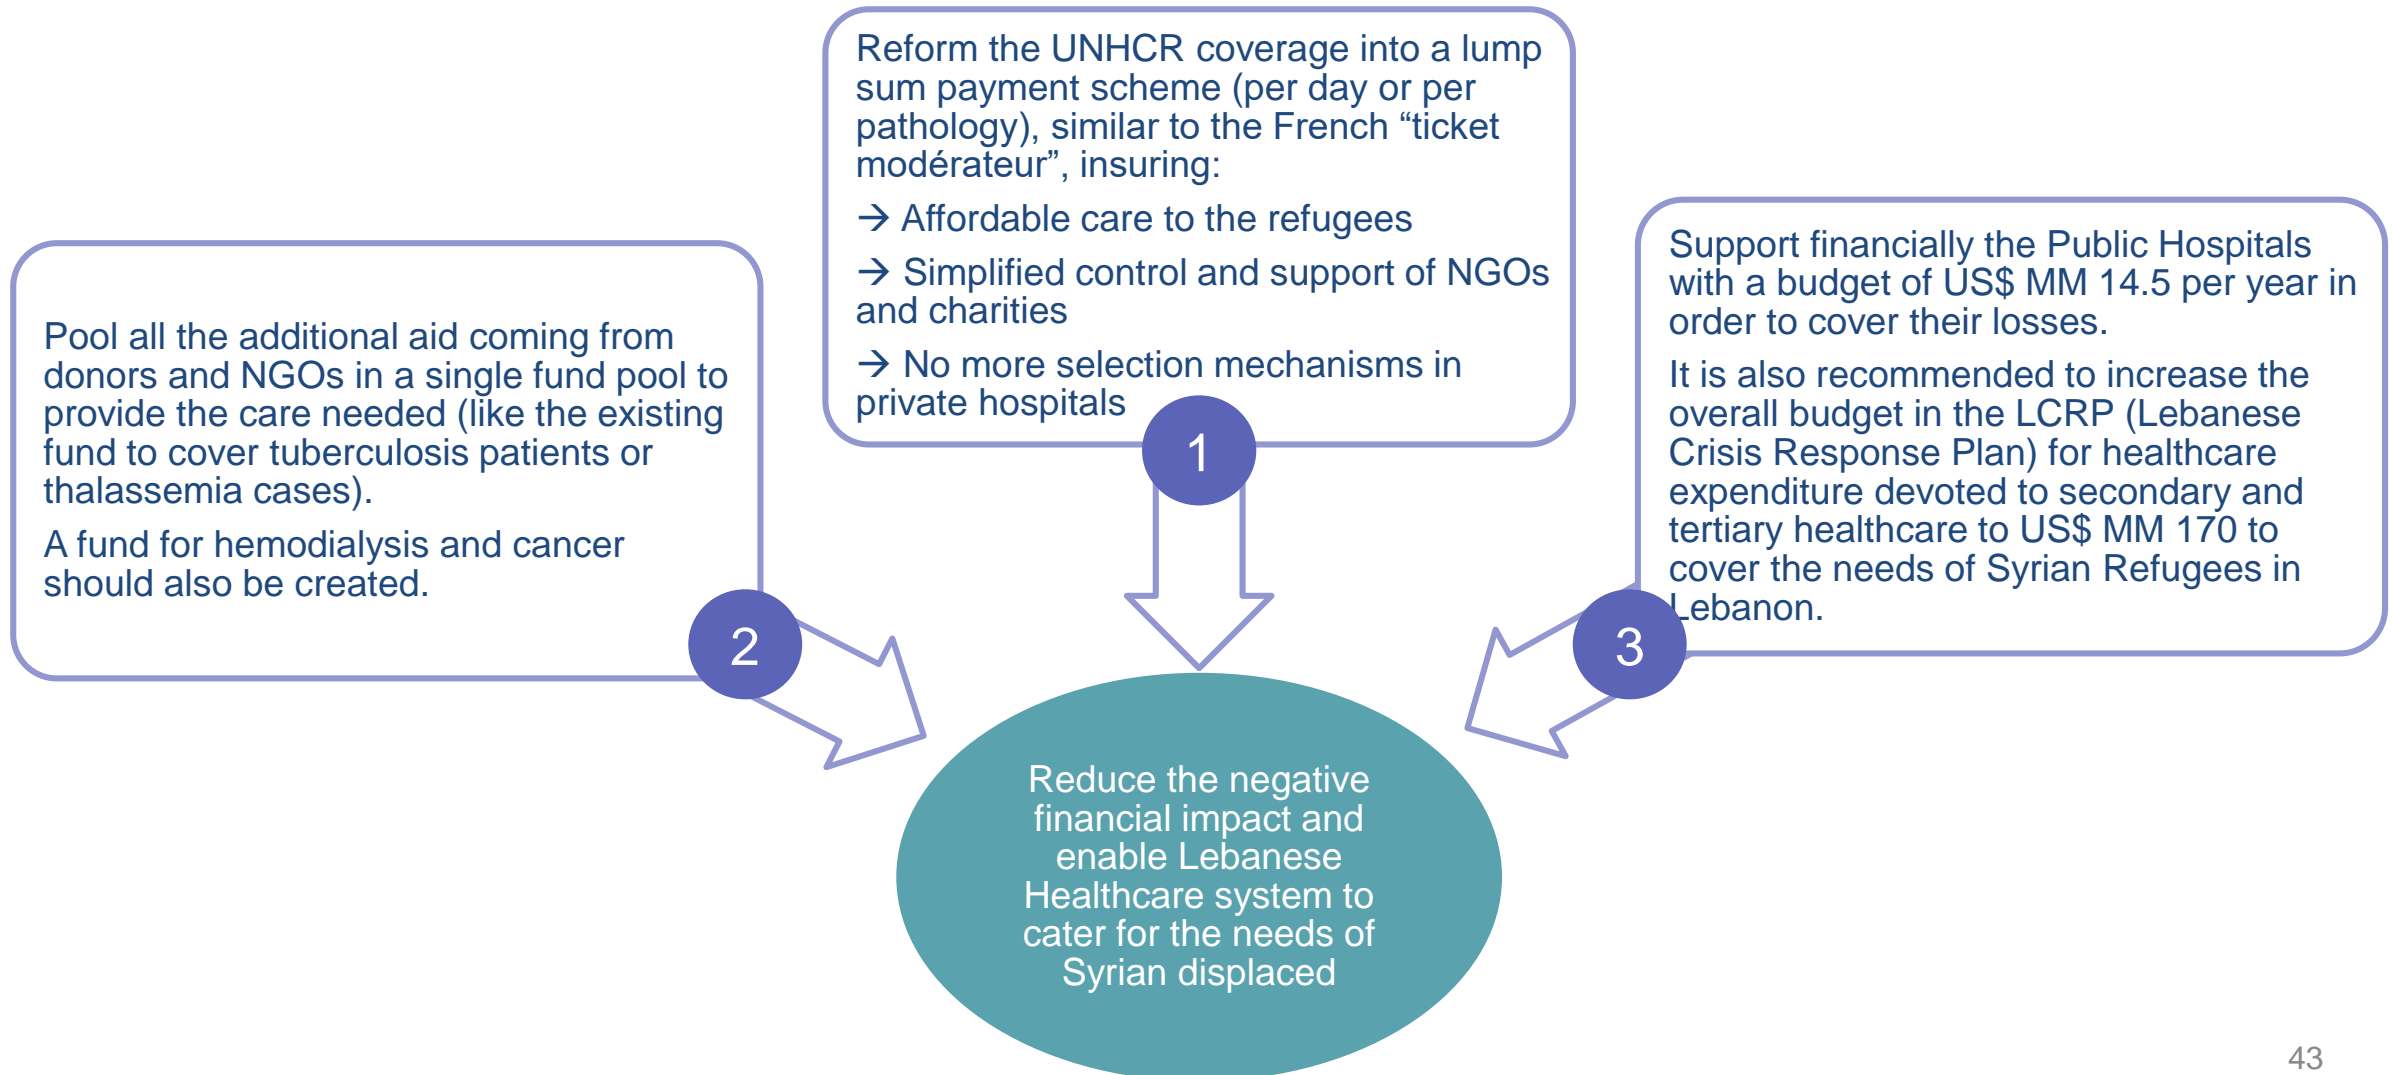 Reform the UNHCR coverage into a lump
sum payment scheme (per day or per
pathology), similar to the French “ticket
modérateur”, insuring:
→ Affordable care to the refugees
→ Simplified control and support of NGOs
and charities
→ No more selection mechanisms in
private hospitals
1
Pool all the additional aid coming from
donors and NGOs in a single fund pool to
provide the care needed (like the existing
fund to cover tuberculosis patients or
thalassemia cases).
A fund for hemodialysis and cancer
should also be created.
2
Support financially the Public Hospitals
with a budget of US$ MM 14.5 per year in
order to cover their losses.
It is also recommended to increase the
overall budget in the LCRP (Lebanese
Crisis Response Plan) for healthcare
expenditure devoted to secondary and
tertiary healthcare to US$ MM 170 to
cover the needs of Syrian Refugees in
Lebanon.
3
Reduce the negative
financial impact and
enable Lebanese
Healthcare system to
cater for the needs of
Syrian displaced
43